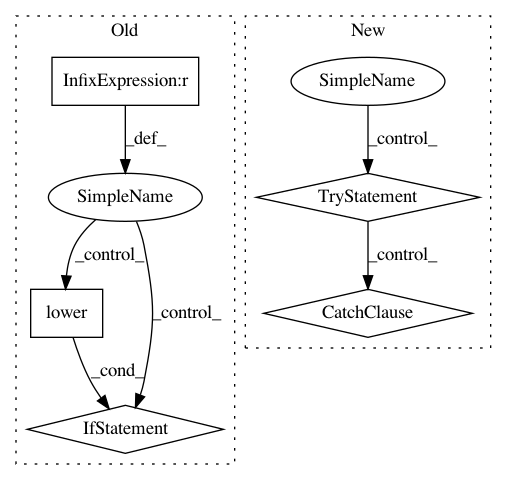 Old
New
InfixExpression:r
SimpleName
_def_
_control_
SimpleName
TryStatement
_control_
_control_
_control_
lower
CatchClause
_cond_
IfStatement